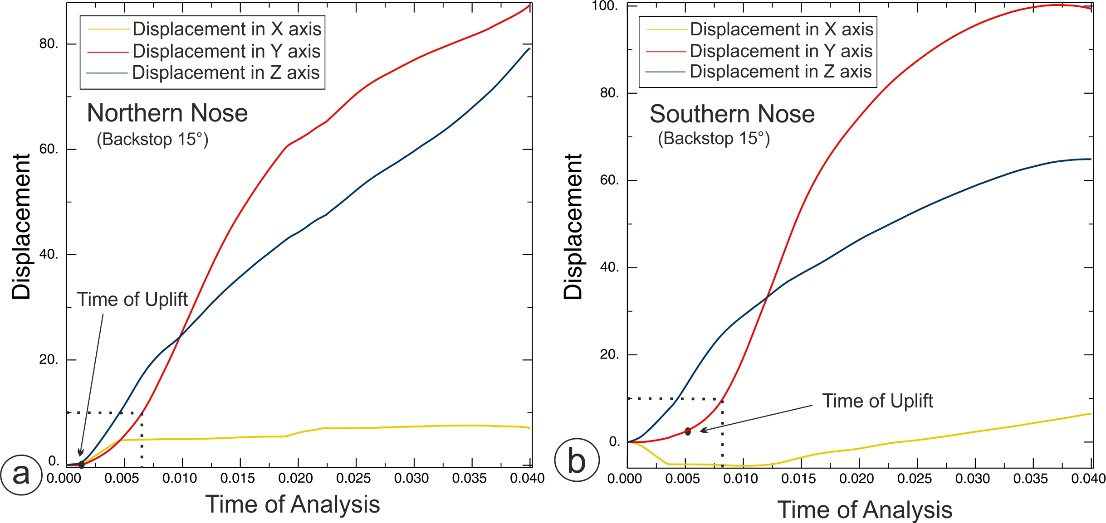 Displacement in X axis
Displacement in Y axis
Displacement in Z axis
Northern Nose
(Backstop 15°)
Time of Uplift
Displacement
80.
60.
40.
20.
0.
0.000 0.005 0.010 0.015 0.020 0.025 0.030 0.035 0.040
Time of Analysis
a
Displacement in X axis
Displacement in Y axis
Displacement in Z axis
Southern Nose
(Backstop 15°)
Time of Uplift
Displacement
100.
80.
60.
40.
20.
0.
0.000 0.005 0.010 0.015 0.020 0.025 0.030 0.035 0.040
Time of Analysis
b